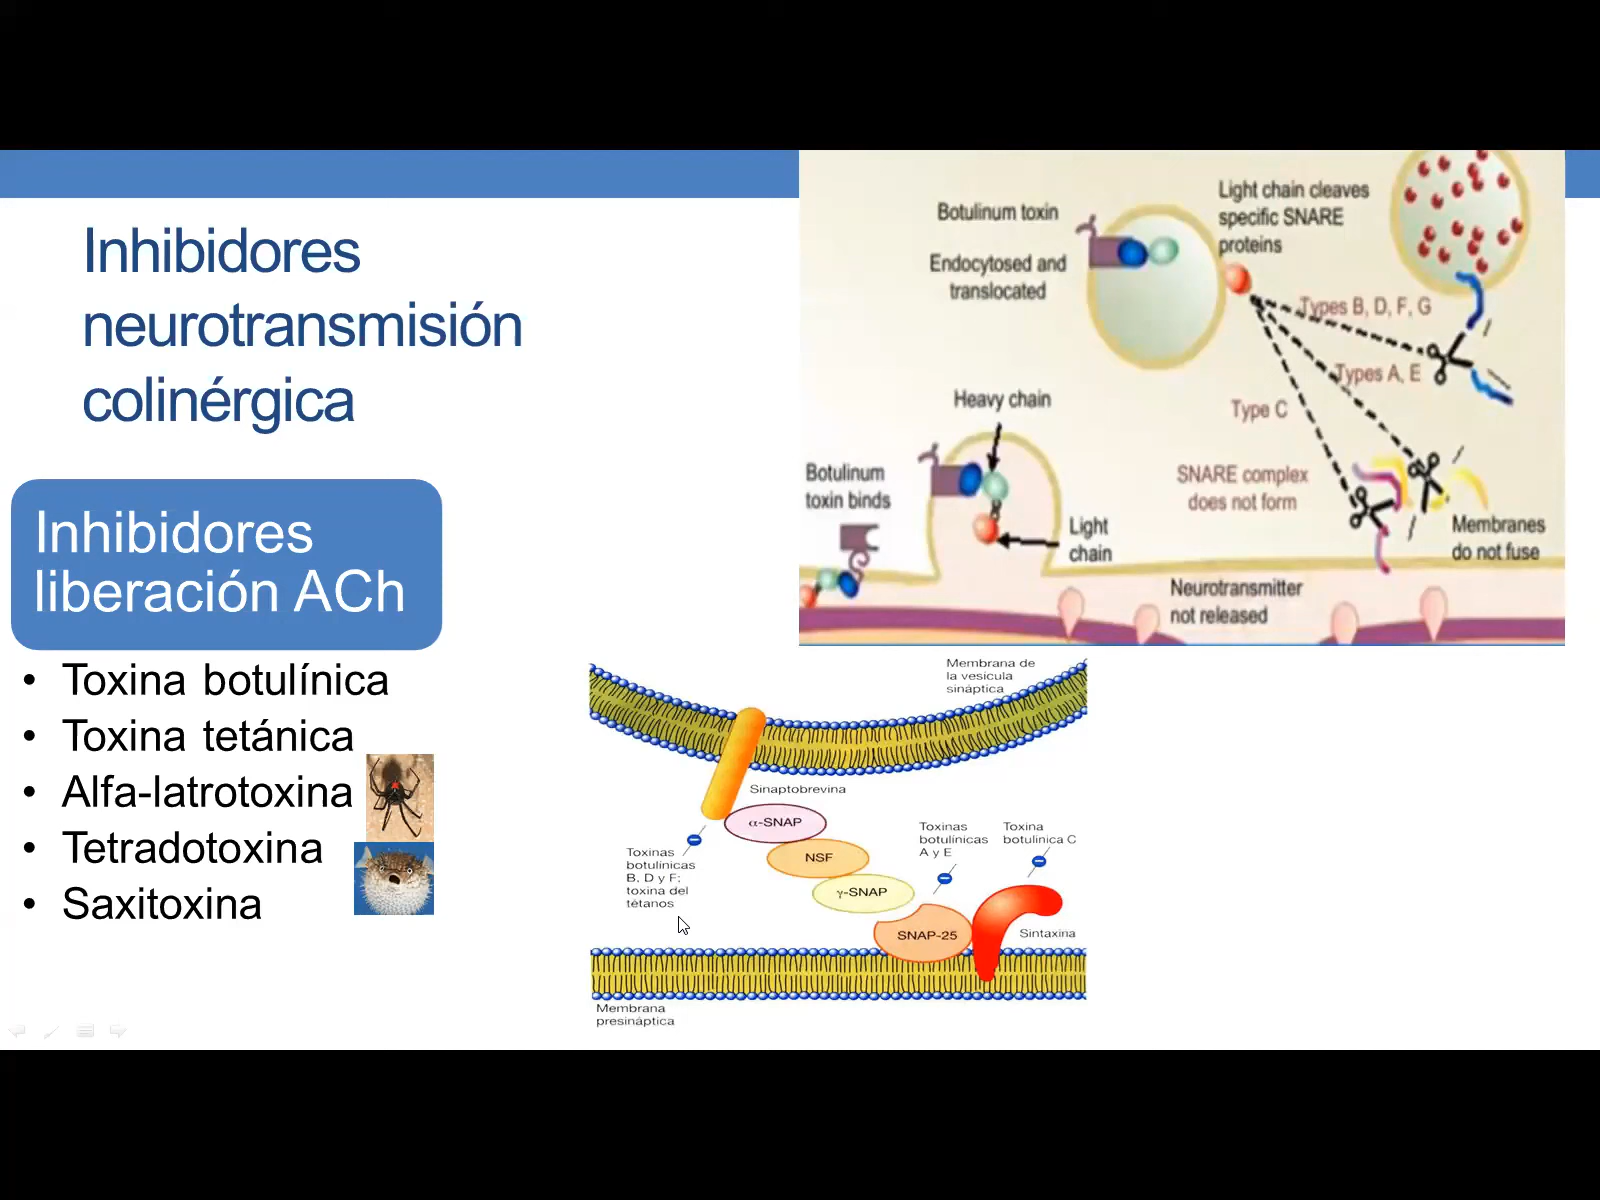 Inhibidores
neurotransmisión
colinérgica
Inhibidores
liberación ACh
• Toxina botulínica
• Toxina tetánica
• Alfa-latrotoxina
• Tetradotoxina
• Saxitoxina
Botulinum toxin
Endocytosed and
translocated
Light chain cleaves
specific SNARE
proteins
Types B, D, F, G
Types A, E
Type C
Heavy chain
Botulinum
toxin binds
Light
chain
SNARE complex
does not form
Membranes
do not fuse
Neurotransmitter
not released
Membrana de
la vesícula
sináptica
Sinaptobrevina
α-SNAP
NSF
γ-SNAP
SNAP-25
Toxinas
botulínicas
B, D y F;
toxina del
tétanos
Toxinas
botulínicas
A y E
Toxina
botulínica C
Sintaxina
Membrana
presináptica